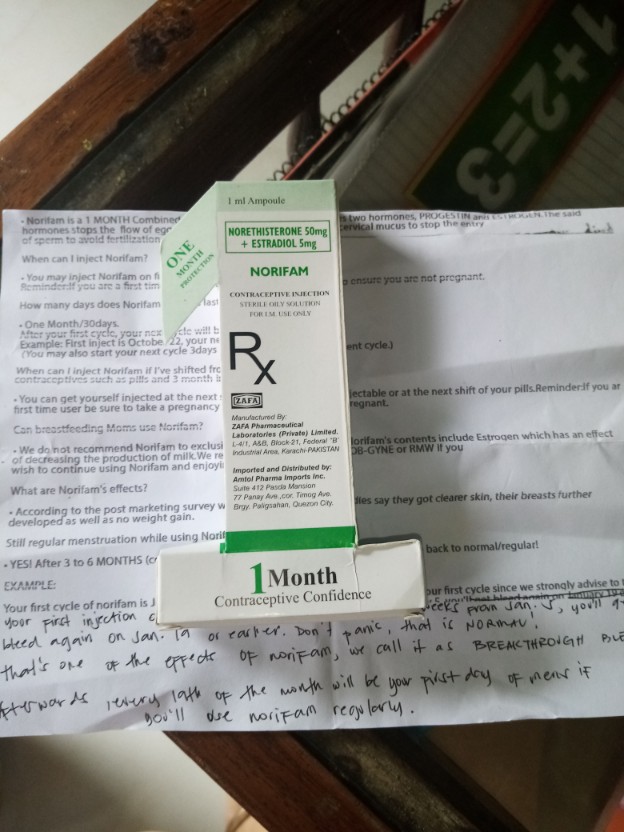 1+2=3
1 ml Ampoule
ONE
MONTH
PROTECTION
NORETHISTERONE 50mg
+ ESTRADIOL 5mg
NORIFAM
CONTRACEPTIVE INJECTION
STERILE OILY SOLUTION
FOR I.M. USE ONLY
Rx
ZAFA
Manufactured By:
ZAFA Pharmaceutical
Laboratories (Private) Limited.
L-4/1, A&B, Block-21, Federal "B"
Industrial Area, Karachi-PAKISTAN
Imported and Distributed by:
Amlol Pharma Imports Inc.
Suite 412 Pasda Mansion
77 Panay Ave.,cor. Timog Ave.
Brgy. Paligsahan, Quezon City.
1 Month
Contraceptive Confidence
• Norifam is a 1 MONTH Combined s two hormones, PROGESTIN and ESTROGEN.The said
hormones stops the flow of cervical mucus to stop the entry
of sperm to avoid fertilization
When can I inject Norifam?
• You may inject Norifam on o ensure you are not pregnant.
Reminder:If you are a first
How many days does Norifam last
• One Month/30days.
After your first cycle, your will b
Example: First inject is October 22, your ent cycle.)
(You may also start your next cycle 3days
When can I inject Norifam if I've shifted
contraceptives such as pills and 3 month
• You can get yourself injected at the next jectable or at the next shift of your pills.Reminder:if you ar
first time user be sure to take a pregnancy regnant.
Can breastfeeding Moms use Norifam?
• We do not recommend Norifam to Norifam's contents include Estrogen which has an effect
of decreasing the production of milk.We OB-GYNE or RMW if you
wish to continue using Norifam and
What are Norifam's effects?
• According to the post marketing survey dies say they got clearer skin, their breasts further
developed as well as no weight gain.
Still regular menstruation while using
• YES! After 3 to 6 MONTHS back to normal/regular!
EXAMPLE:
Your first cycle of norifam is our first cycle since we strongly advise to
your first injection from Jan. 5, you'll
bleed again on Jan. 19 or earlier. Don't panic, that is NORMAL!
that's one of the effects of norifam, we call it as BREAKTHROUGH
Afterwards, every 19th of the month will be your first day of mens if
you'll use norifam regularly.